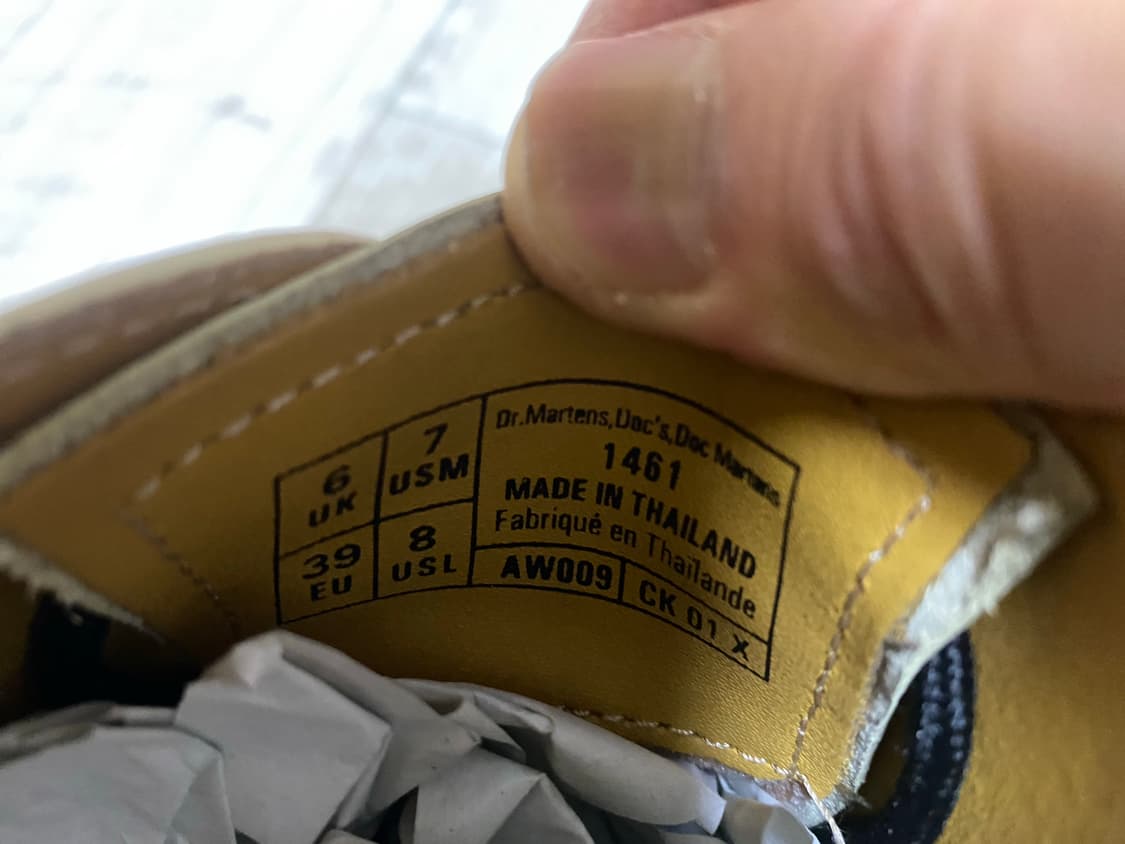 6
UK
7
USM
39
EU
8
USL
Dr.Martens,Doc's,Doc Martens
1461
MADE IN THAILAND
Fabriqué en Thaïlande
AW009
CK 01 X